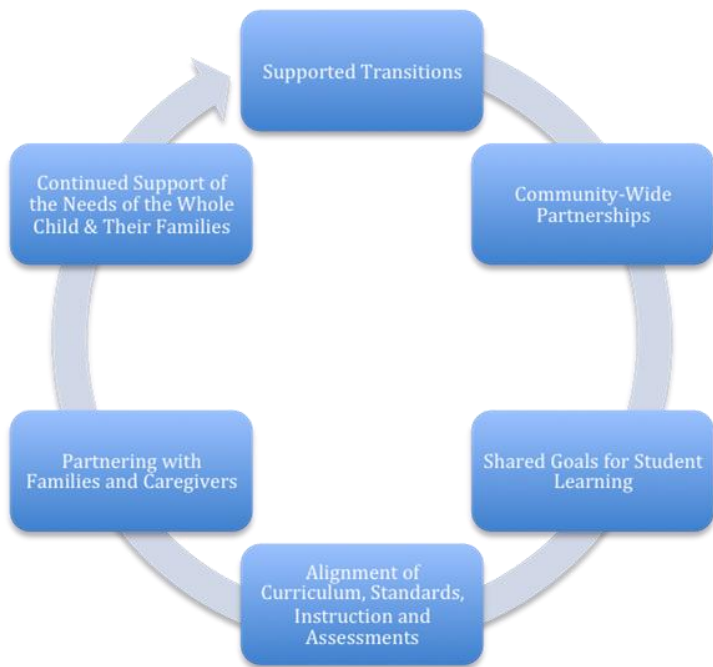 Supported Transitions
Community-Wide
Partnerships
Shared Goals for Student
Learning
Alignment of
Curriculum, Standards,
Instruction and
Assessments
Partnering with
Families and Caregivers
Continued Support of
the Needs of the Whole
Child & Their Families